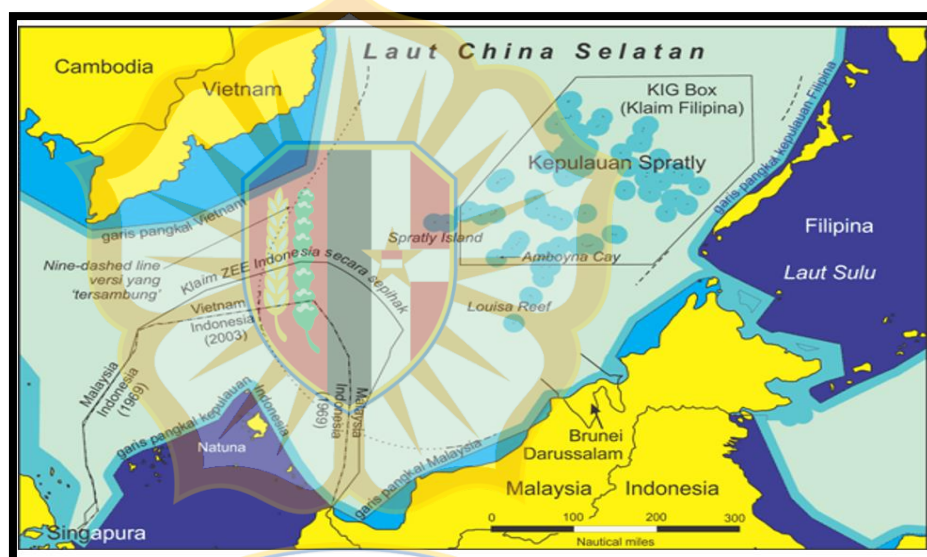 Laut China Selatan
Cambodia
Vietnam
KIG Box
(Klaim Filipina)
Kepulauan Spratly
garis pangkal kepulauan Filipina
garis pangkal Vietnam
Filipina
Spratly Island
Amboyna Cay
Laut Sulu
Nine-dashed line
versi yang
'tersambung'
Klaim ZEE Indonesia secara sepihak
Louisa Reef
Vietnam
Indonesia
(2003)
Malaysia
Indonesia
(1969)
Malaysia
Indonesia
(1969)
garis pangkal kepulauan Indonesia
Natuna
garis pangkal Malaysia
Brunei
Darussalam
Malaysia
Indonesia
Singapura
0 100 200 300
Nautical miles